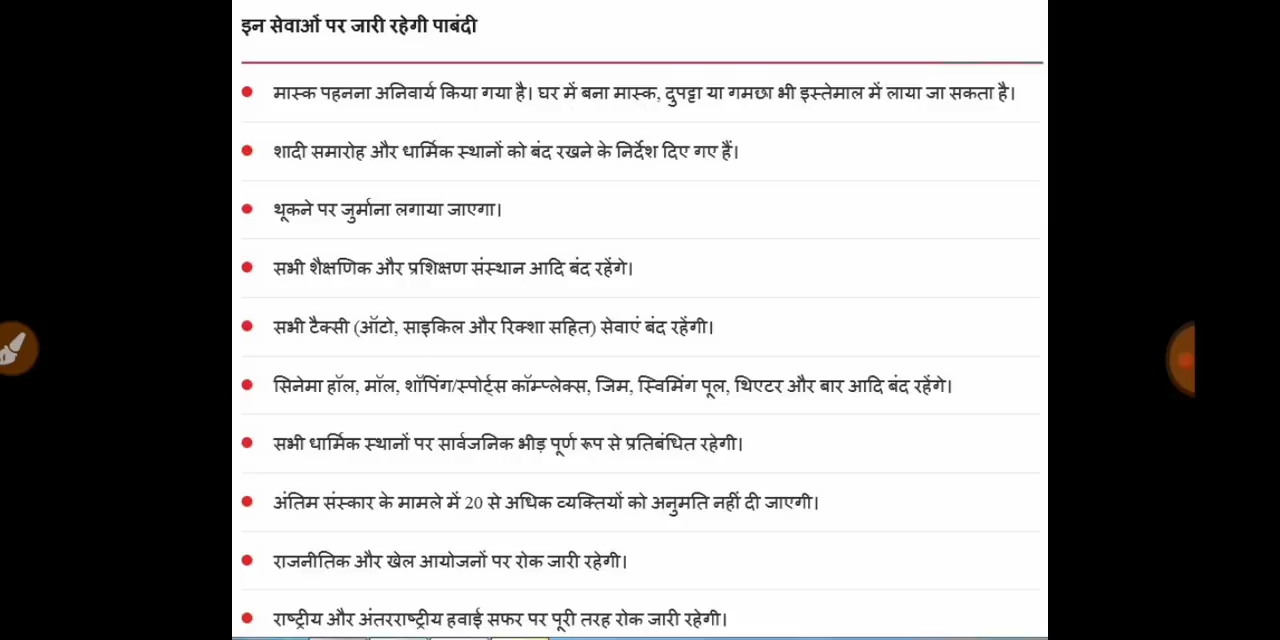 इन सेवाओं पर जारी रहेगी पाबंदी
मास्क पहनना अनिवार्य किया गया है। घर में बना मास्क, दुपट्टा या गमछा भी इस्तेमाल में लाया जा सकता है।
शादी समारोह और धार्मिक स्थानों को बंद रखने के निर्देश दिए गए हैं।
थूकने पर जुर्माना लगाया जाएगा।
सभी शैक्षणिक और प्रशिक्षण संस्थान आदि बंद रहेंगे।
सभी टैक्सी (ऑटो, साइकिल और रिक्शा सहित) सेवाएं बंद रहेंगी।
सिनेमा हॉल, मॉल, शॉपिंग/स्पोर्ट्स कॉम्प्लेक्स, जिम, स्विमिंग पूल, थिएटर और बार आदि बंद रहेंगे।
सभी धार्मिक स्थानों पर सार्वजनिक भीड़ पूर्ण रूप से प्रतिबंधित रहेगी।
अंतिम संस्कार के मामले में 20 से अधिक व्यक्तियों को अनुमति नहीं दी जाएगी।
राजनीतिक और खेल आयोजनों पर रोक जारी रहेगी।
राष्ट्रीय और अंतरराष्ट्रीय हवाई सफर पर पूरी तरह रोक जारी रहेगी।